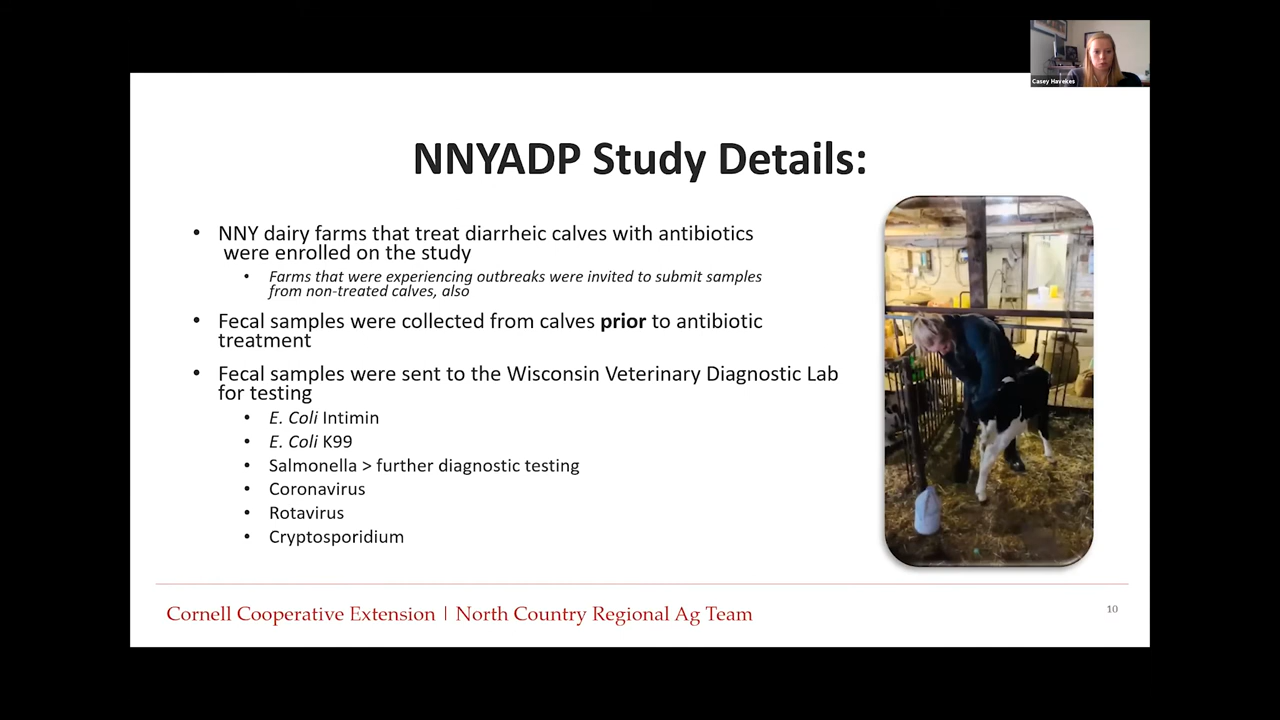 Casey Havekes
NNYADP Study Details:
• NNY dairy farms that treat diarrheic calves with antibiotics
were enrolled on the study
• Farms that were experiencing outbreaks were invited to submit samples
from non-treated calves, also
• Fecal samples were collected from calves prior to antibiotic
treatment
• Fecal samples were sent to the Wisconsin Veterinary Diagnostic Lab
for testing
• E. Coli Intimin
• E. Coli K99
• Salmonella > further diagnostic testing
• Coronavirus
• Rotavirus
• Cryptosporidium
Cornell Cooperative Extension | North Country Regional Ag Team
10